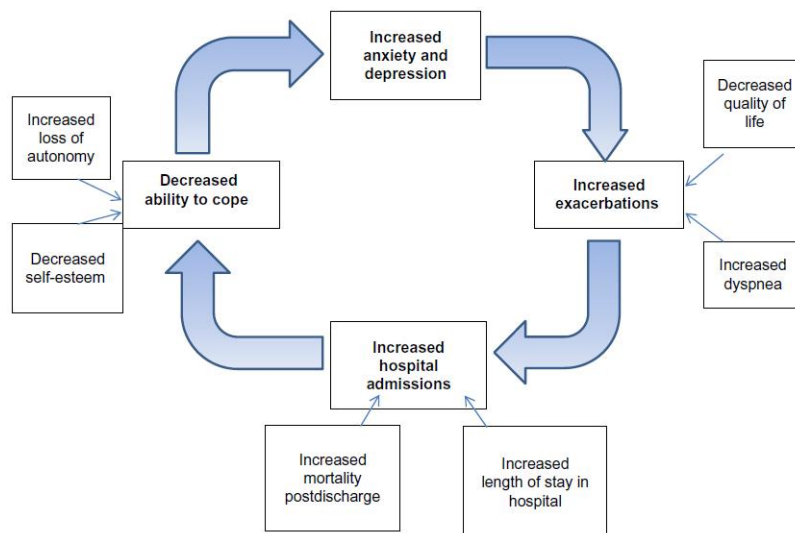 Increased
anxiety and
depression
Decreased
quality of
life
Increased
loss of
autonomy
Decreased
ability to cope
Increased
exacerbations
Decreased
self-esteem
Increased
dyspnea
Increased
hospital
admissions
Increased
mortality
postdischarge
Increased
length of stay in
hospital